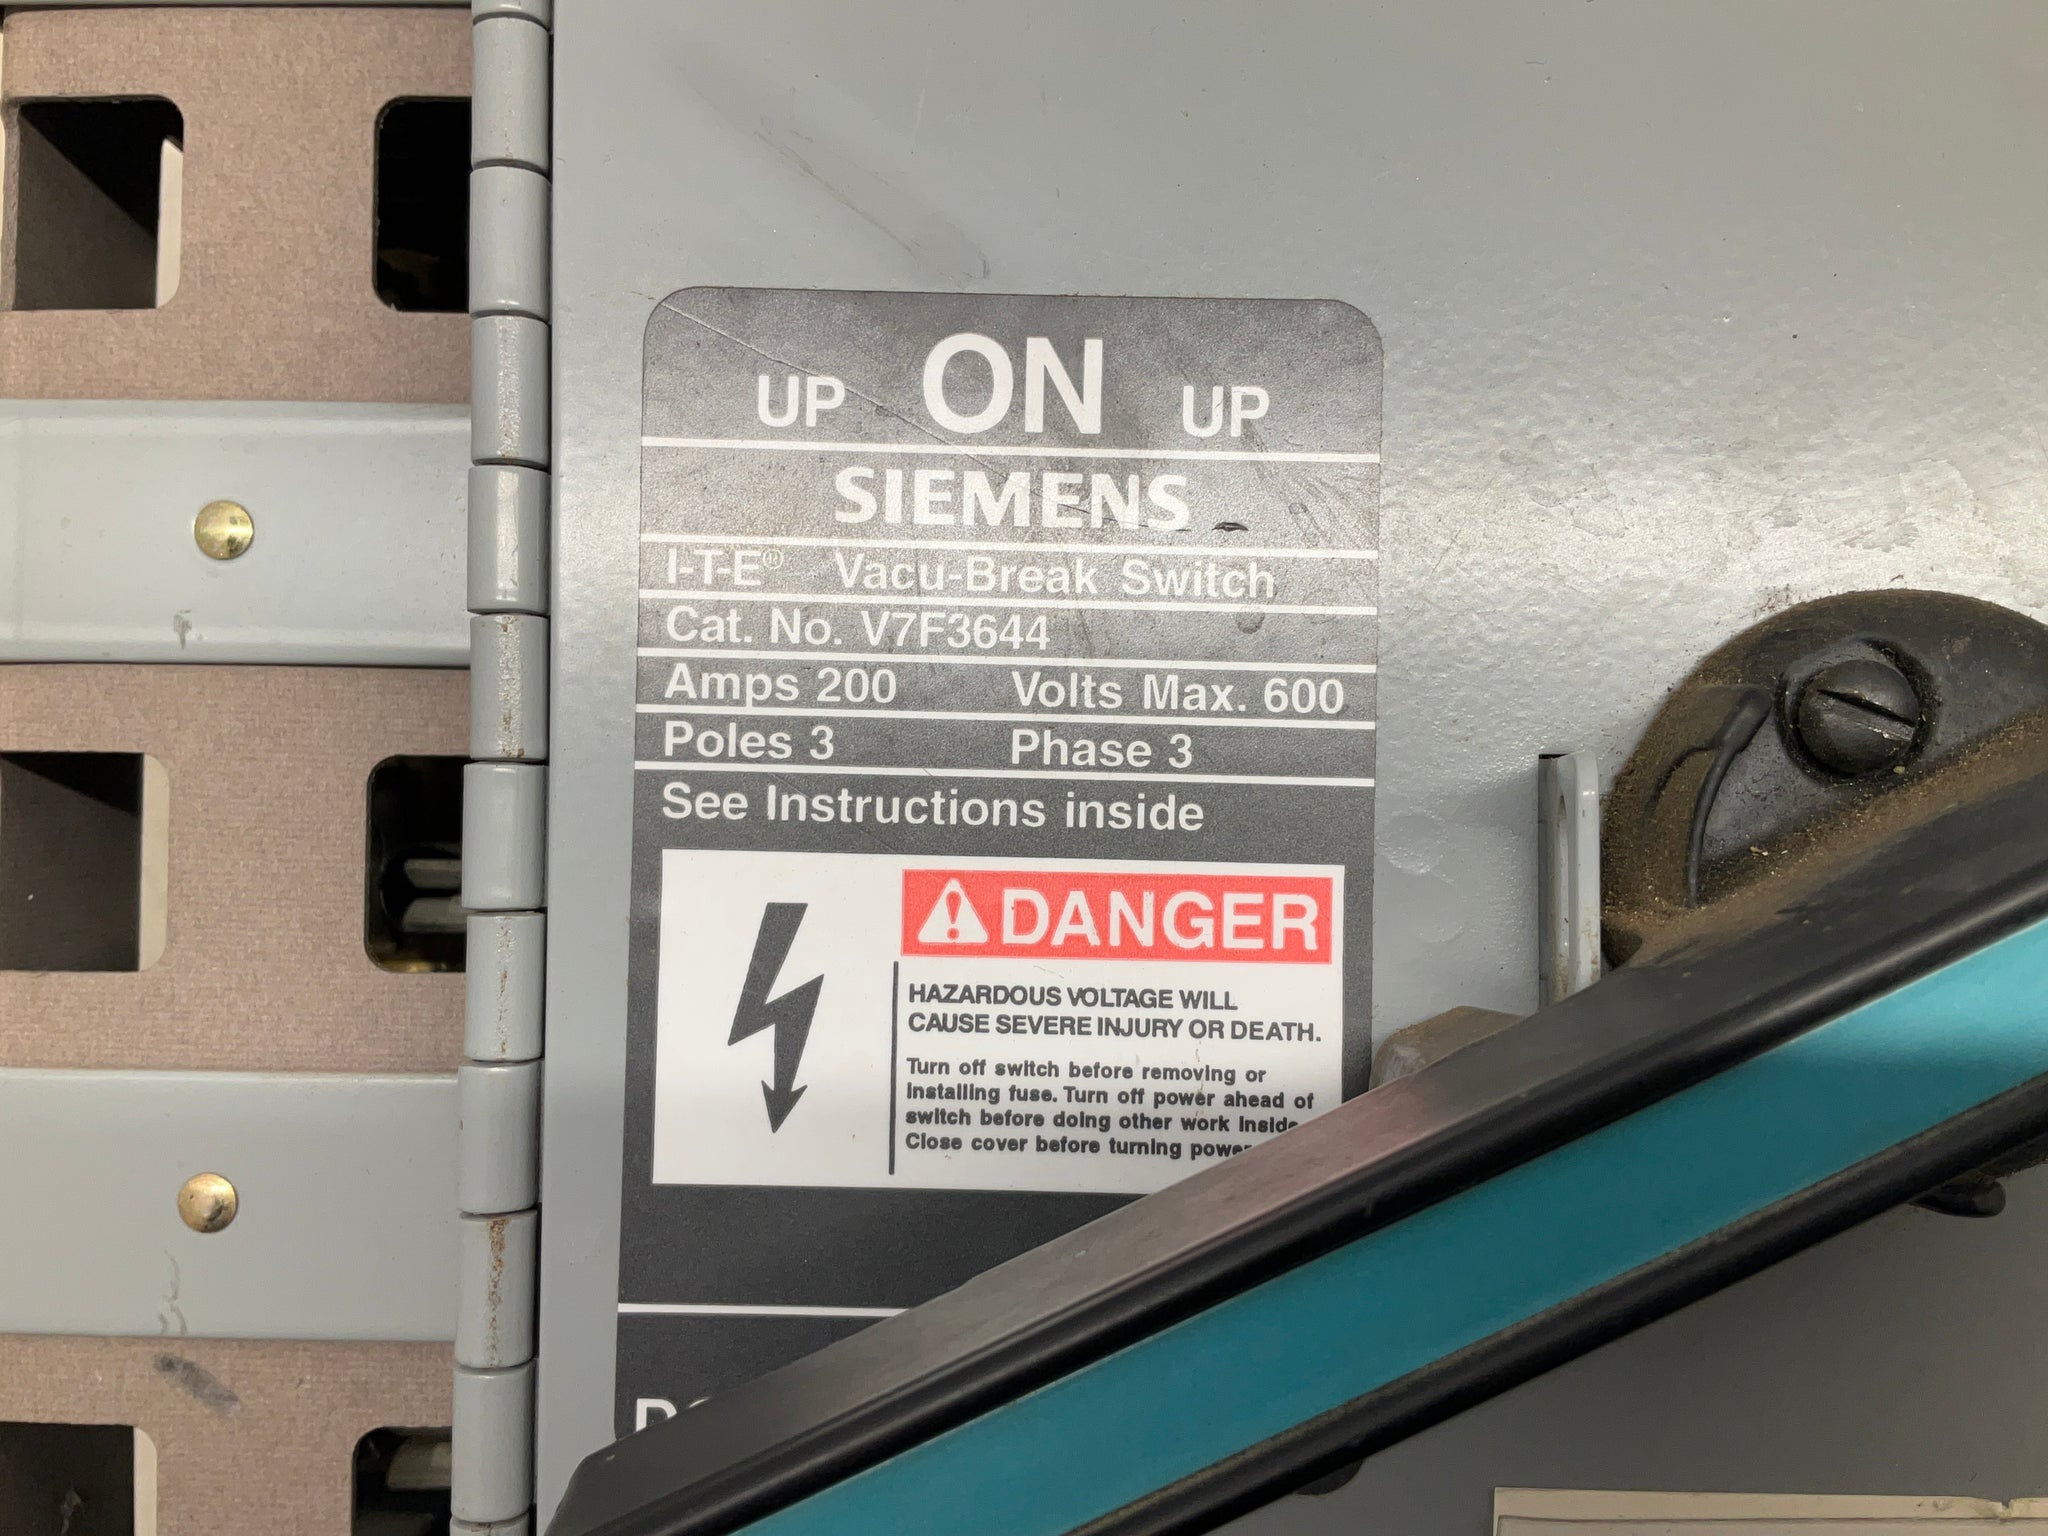 UP ON UP
SIEMENS
I-T-E® Vacu-Break Switch
Cat. No. V7F3644
Amps 200 Volts Max. 600
Poles 3 Phase 3
See Instructions inside
DANGER
HAZARDOUS VOLTAGE WILL
CAUSE SEVERE INJURY OR DEATH.
Turn off switch before removing or
installing fuse. Turn off power ahead of
switch before doing other work
Close cover before turning